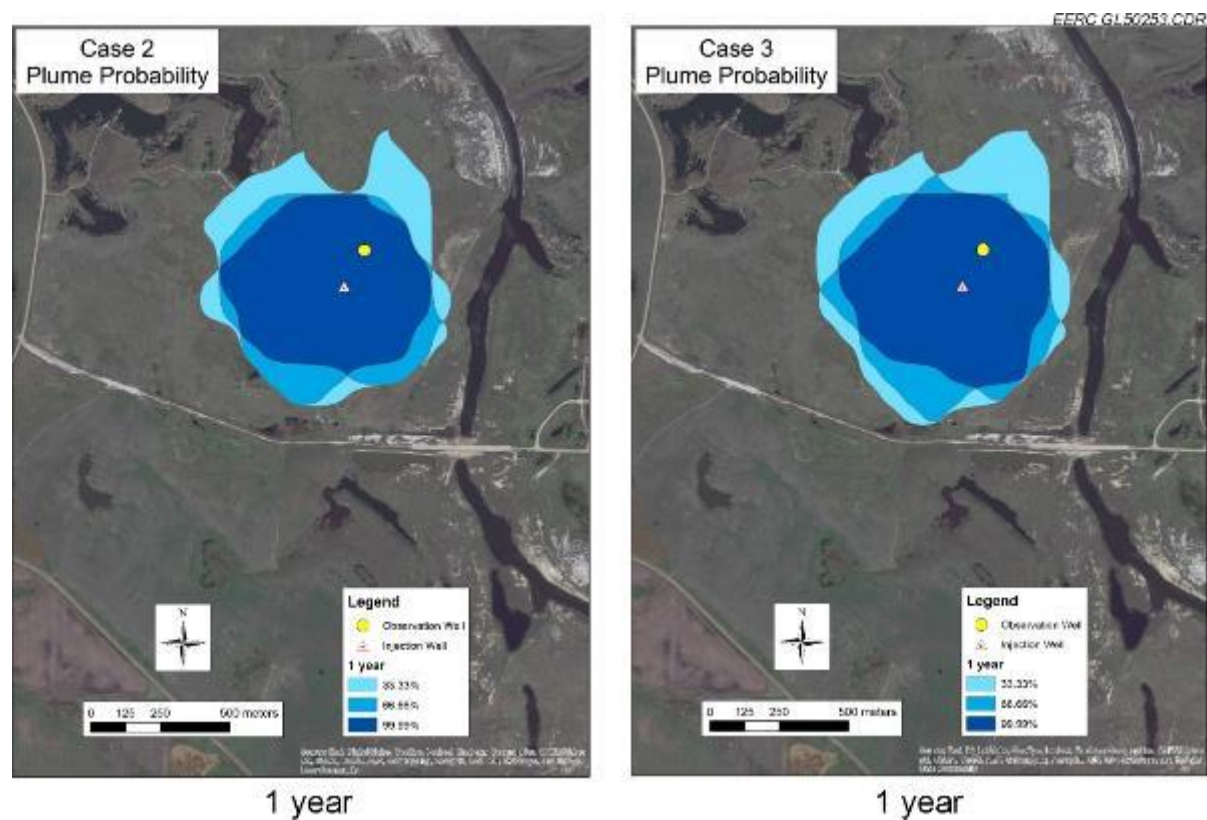 EERC GL50253.CDR
Case 2
Plume Probability
N
Legend
Observation Well
Injection Well
1 year
33.33%
66.66%
99.99%
0 125 250 500 meters
1 year
Case 3
Plume Probability
N
Legend
Observation Well
Injection Well
1 year
33.33%
66.66%
99.99%
0 125 250 500 meters
1 year